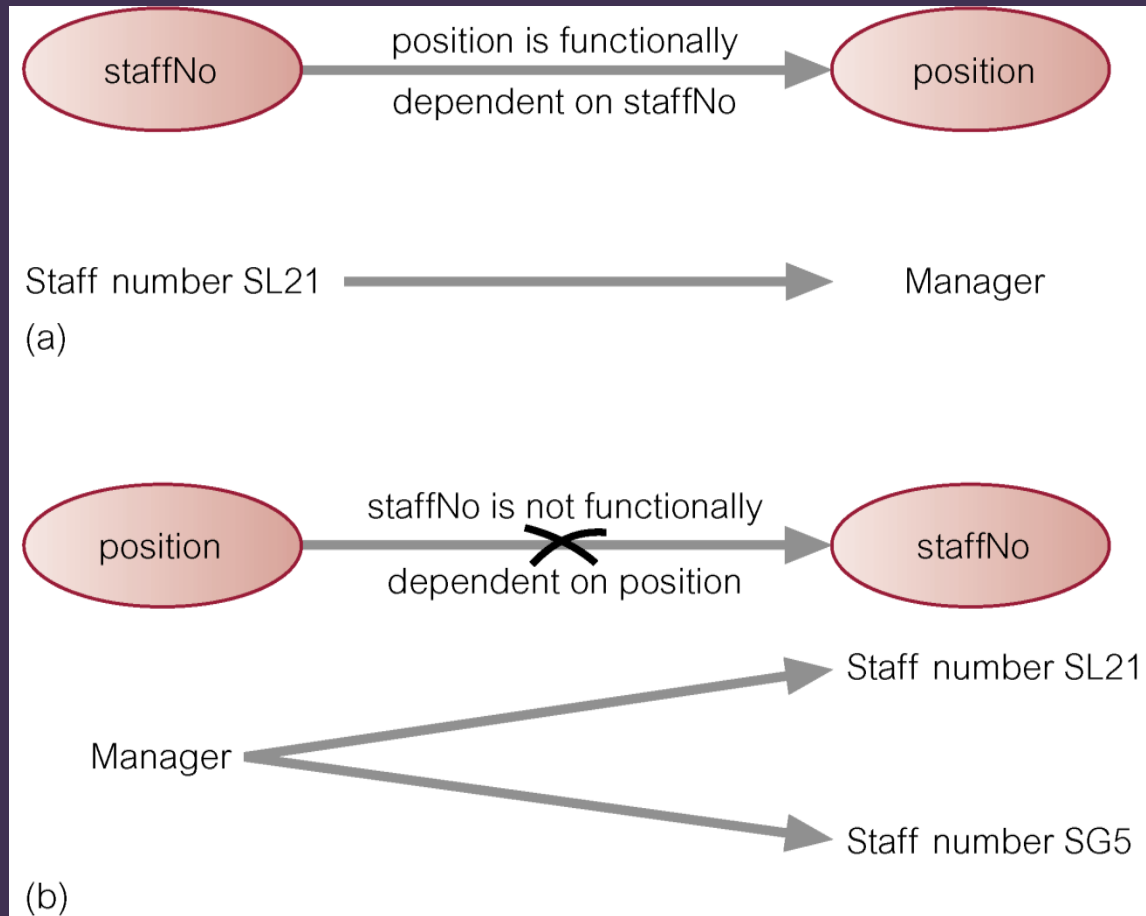 position is functionally
staffNo
position
dependent on staffNo
Staff number SL21
Manager
(a)
staffNo is not functionally
position
staffNo
dependent on position
Staff number SL21
Manager
Staff number SG5
(b)